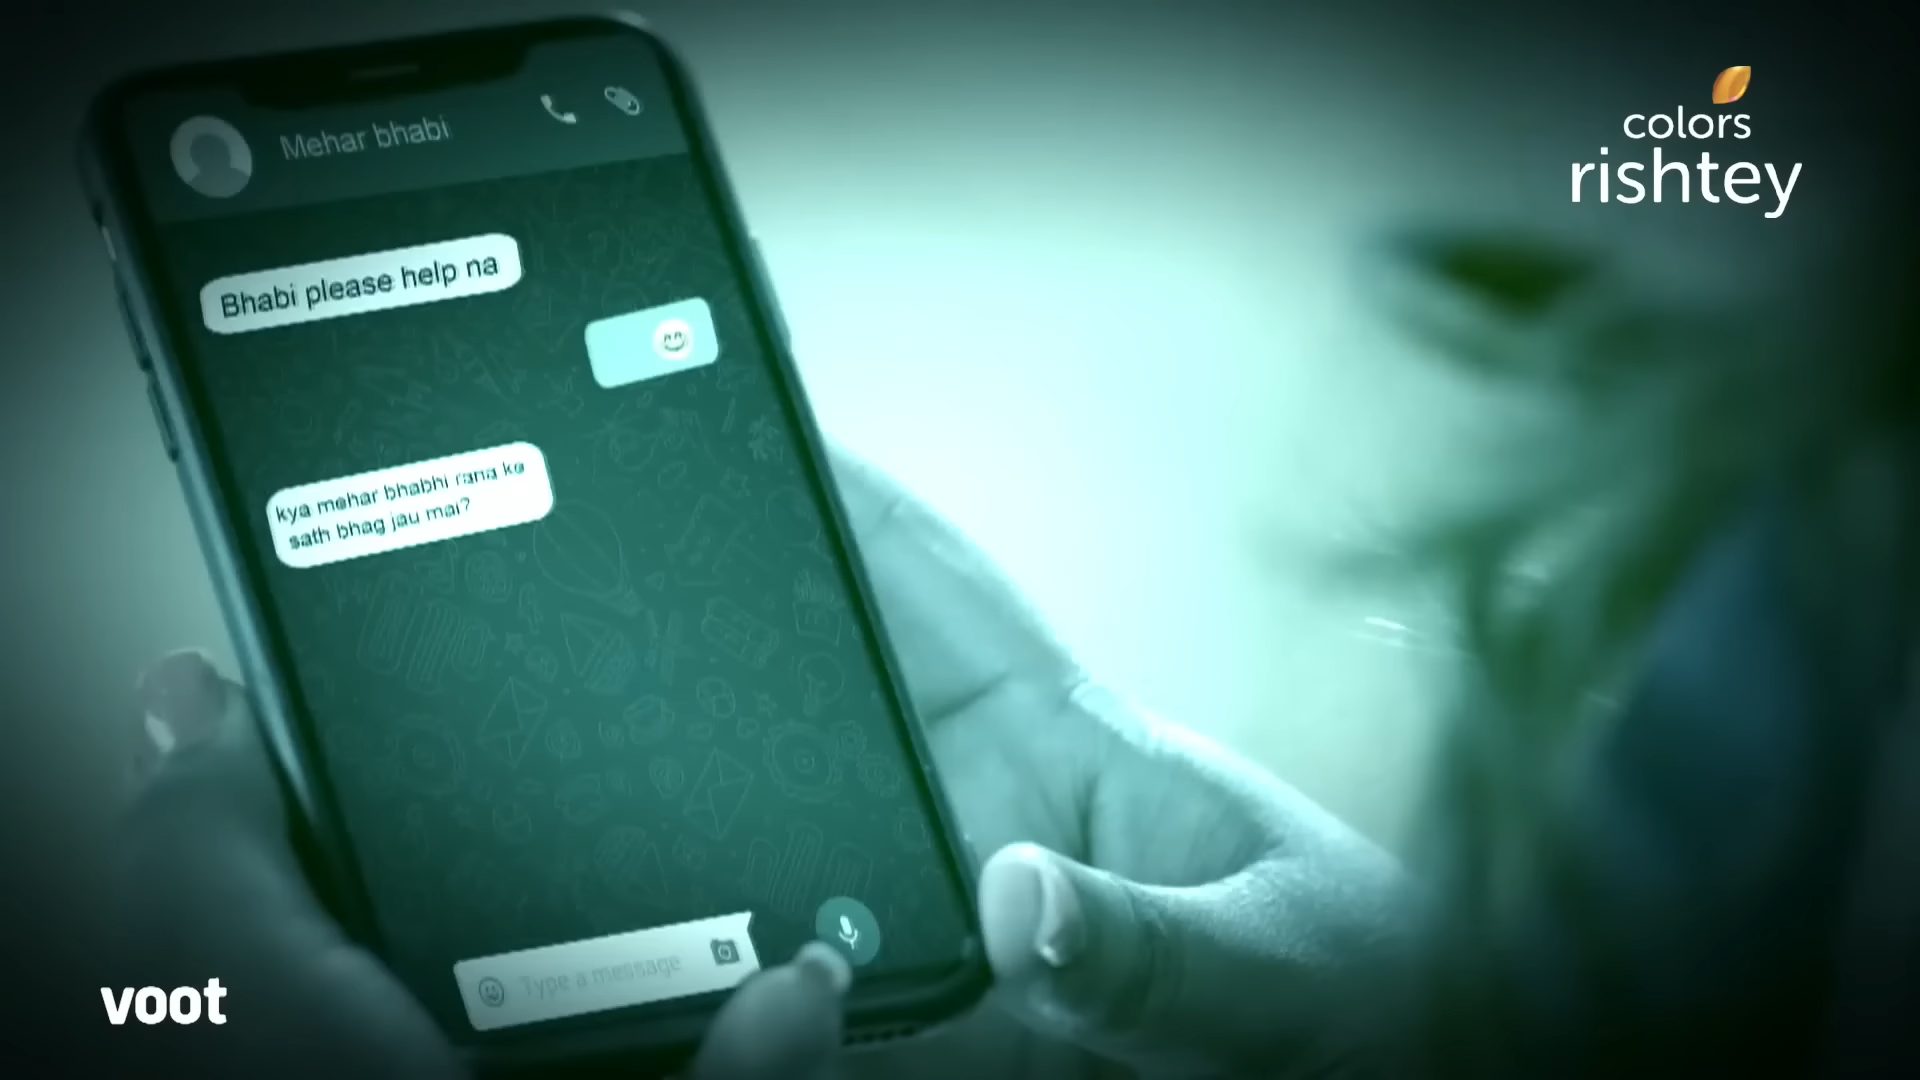 colors
rishtey
Mehar bhabi
Bhabi please help na
kya mehar bhabhi rana ke
sath bhag jau mai?
Type a message
voot